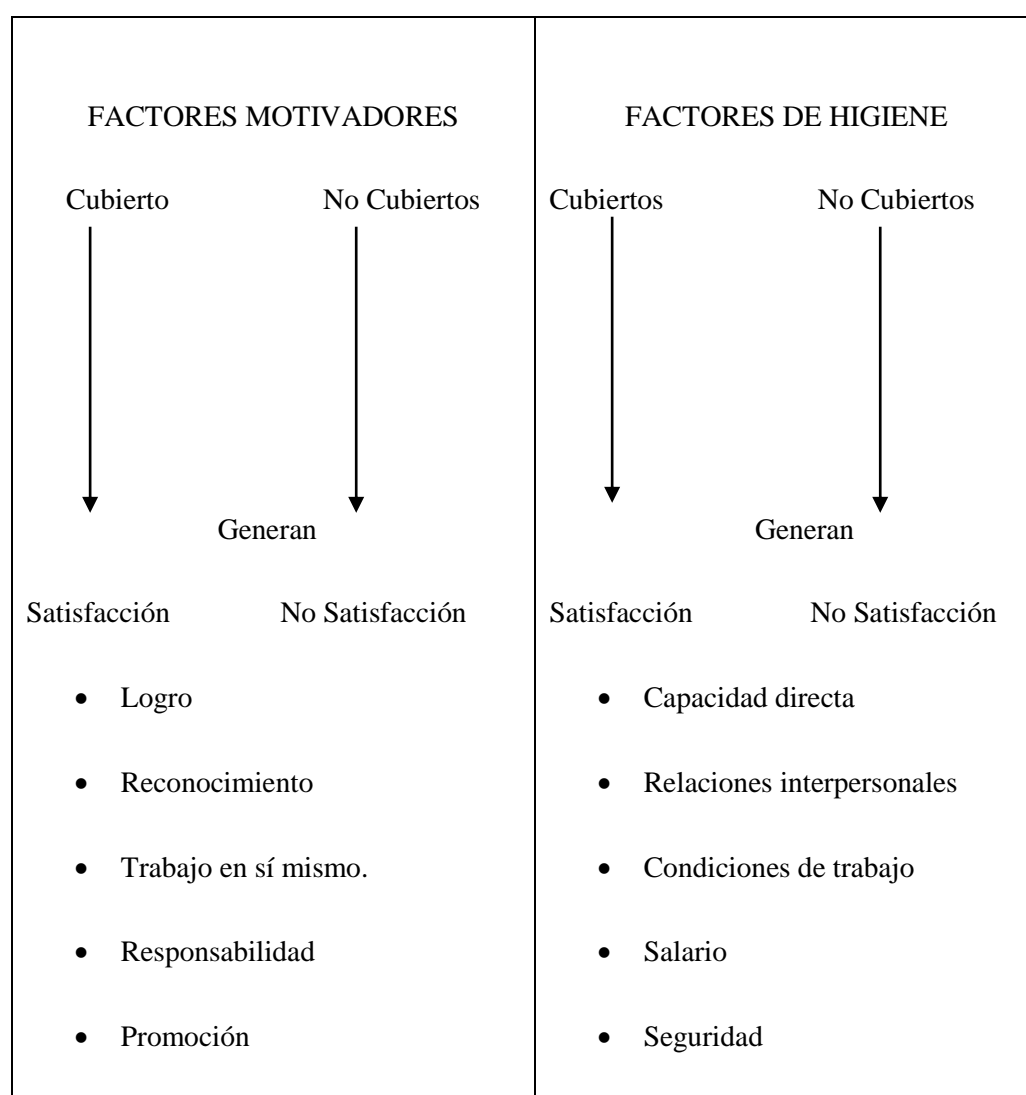 FACTORES MOTIVADORES
Cubierto No Cubiertos
Generan
Satisfacción No Satisfacción
• Logro
• Reconocimiento
• Trabajo en sí mismo.
• Responsabilidad
• Promoción
FACTORES DE HIGIENE
Cubiertos No Cubiertos
Generan
Satisfacción No Satisfacción
• Capacidad directa
• Relaciones interpersonales
• Condiciones de trabajo
• Salario
• Seguridad